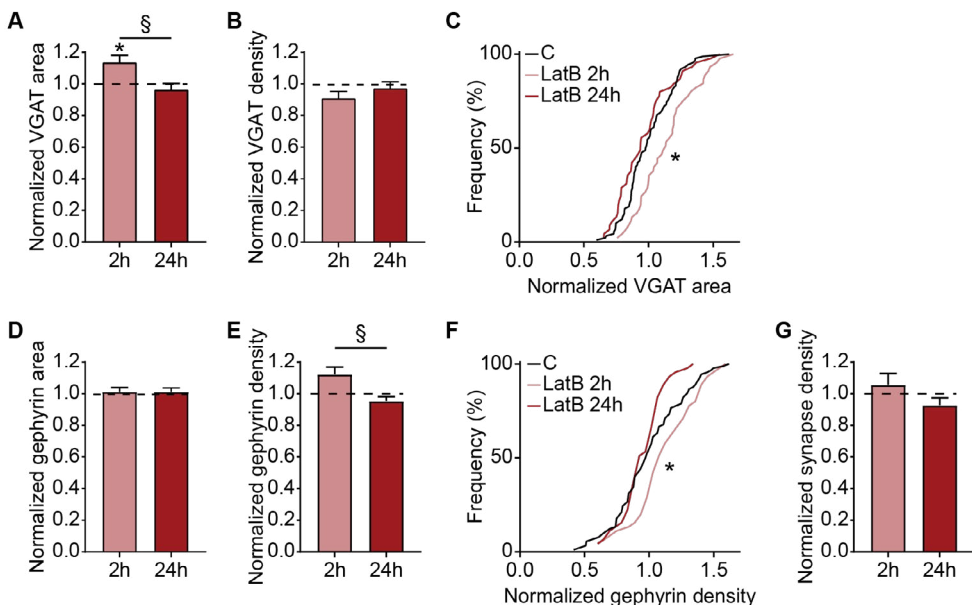 A
§
*
Normalized VGAT area
1.2
1.0
0.8
0.6
0.4
0.2
0.0
2h
24h
B
Normalized VGAT density
1.2
1.0
0.8
0.6
0.4
0.2
0.0
2h
24h
C
C
LatB 2h
LatB 24h
Frequency (%)
100
50
0
*
0.0
0.5
1.0
1.5
Normalized VGAT area
D
Normalized gephyrin area
1.2
1.0
0.8
0.6
0.4
0.2
0.0
2h
24h
E
§
Normalized gephyrin density
1.2
1.0
0.8
0.6
0.4
0.2
0.0
2h
24h
F
C
LatB 2h
LatB 24h
Frequency (%)
100
50
0
*
0.0
0.5
1.0
1.5
Normalized gephyrin density
G
Normalized synapse density
1.2
1.0
0.8
0.6
0.4
0.2
0.0
2h
24h